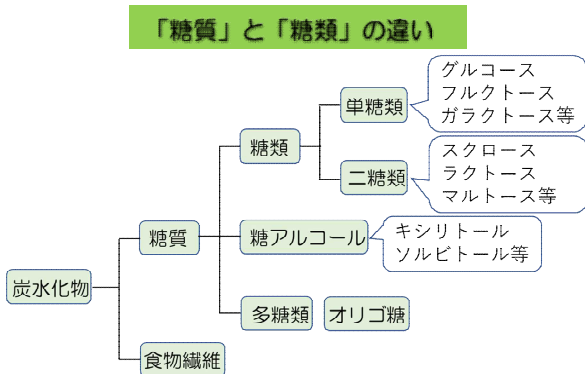 「糖質」と「糖類」の違い
グルコース
フルクトース
ガラクトース等
単糖類
糖類
スクロース
ラクトース
マルトース等
二糖類
糖質
糖アルコール
キシリトール
ソルビトール等
炭水化物
多糖類
オリゴ糖
食物繊維